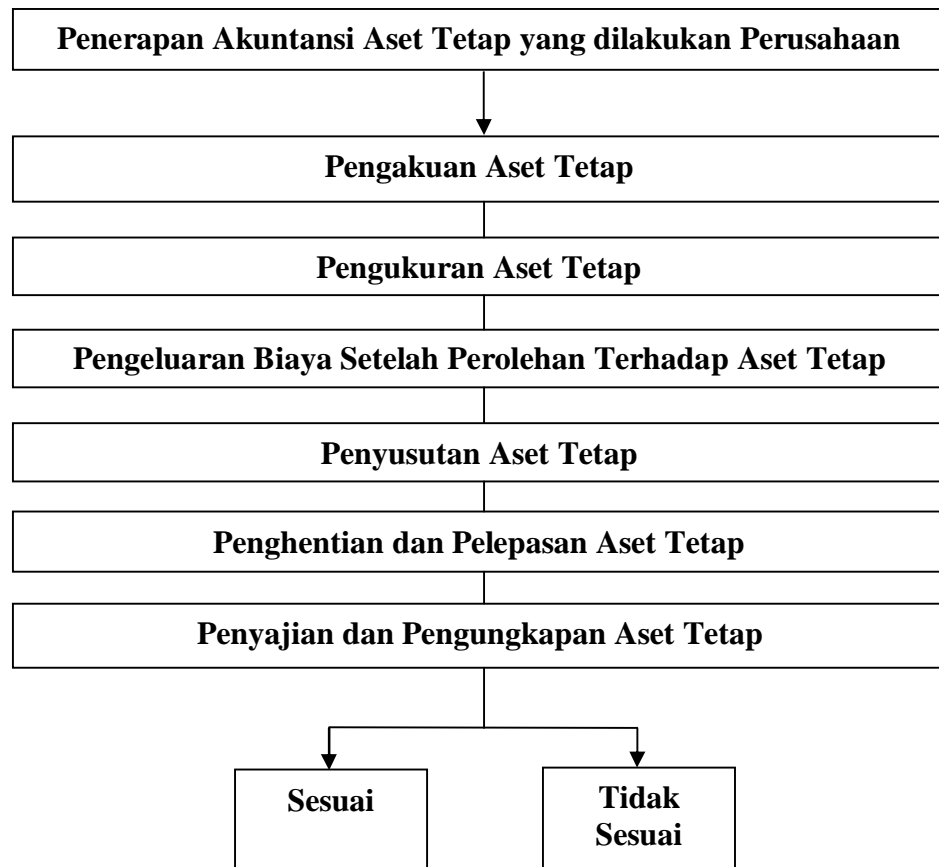 Penerapan Akuntansi Aset Tetap yang dilakukan Perusahaan
Pengakuan Aset Tetap
Pengukuran Aset Tetap
Pengeluaran Biaya Setelah Perolehan Terhadap Aset Tetap
Penyusutan Aset Tetap
Penghentian dan Pelepasan Aset Tetap
Penyajian dan Pengungkapan Aset Tetap
Sesuai
Tidak
Sesuai